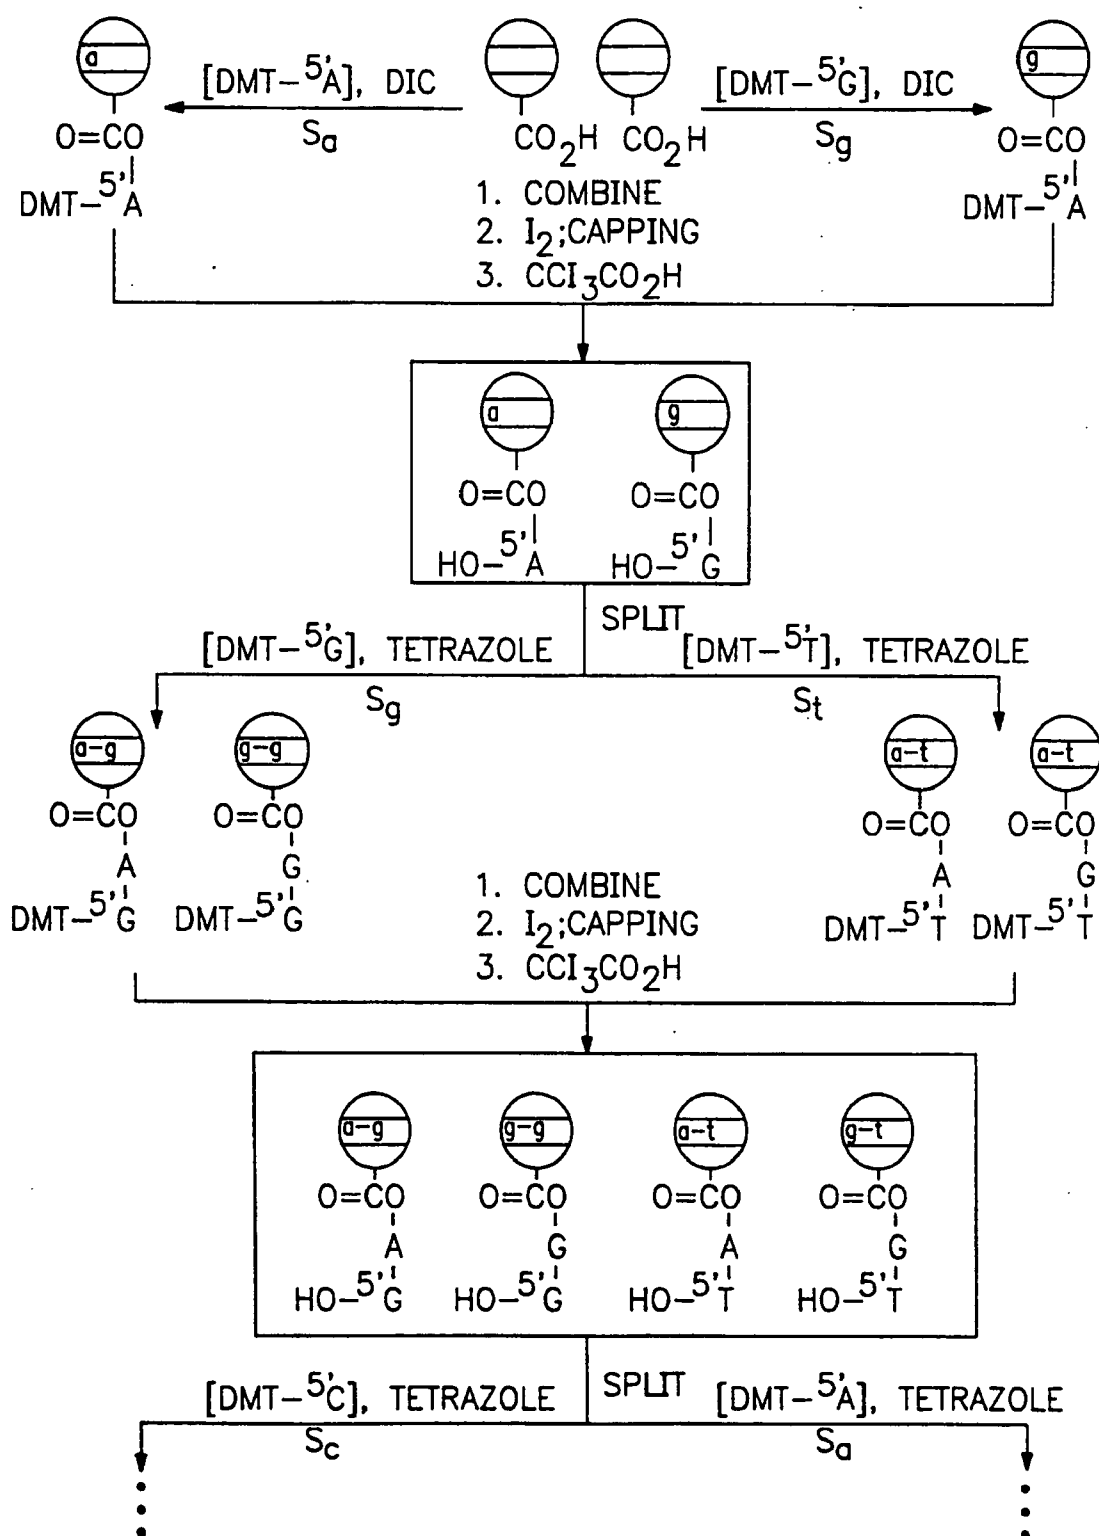 a
g
[DMT-5'A], DIC
Sa
[DMT-5'G], DIC
Sg
CO2H
CO2H
O=CO
DMT-5'A
O=CO
DMT-5'A
1. COMBINE
2. I2;CAPPING
3. CCl3CO2H
a
g
O=CO
O=CO
HO-5'A
HO-5'G
SPLIT
[DMT-5'G], TETRAZOLE
Sg
[DMT-5'T], TETRAZOLE
St
a-g
g-g
a-t
a-t
O=CO
O=CO
O=CO
O=CO
A
G
A
G
DMT-5'G
DMT-5'G
DMT-5'T
DMT-5'T
1. COMBINE
2. I2;CAPPING
3. CCl3CO2H
a-g
g-g
a-t
g-t
O=CO
O=CO
O=CO
O=CO
A
G
A
G
HO-5'G
HO-5'G
HO-5'T
HO-5'T
SPLIT
[DMT-5'C], TETRAZOLE
Sc
[DMT-5'A], TETRAZOLE
Sa